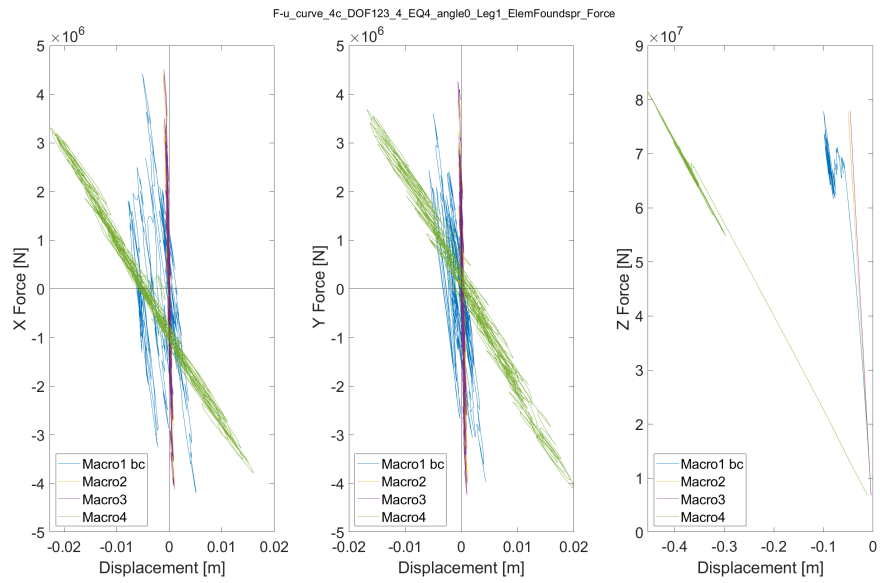 F-u_curve_4c_DOF123_4_EQ4_angle0_Leg1_ElemFoundspr_Force
×10^6
5
4
3
2
1
0
-1
-2
-3
-4
-5
X Force [N]
-0.02 -0.01 0 0.01 0.02
Displacement [m]
Macro1 bc
Macro2
Macro3
Macro4
×10^6
5
4
3
2
1
0
-1
-2
-3
-4
-5
Y Force [N]
-0.02 -0.01 0 0.01 0.02
Displacement [m]
Macro1 bc
Macro2
Macro3
Macro4
×10^7
9
8
7
6
5
4
3
2
1
0
Z Force [N]
-0.4 -0.3 -0.2 -0.1 0
Displacement [m]
Macro1 bc
Macro2
Macro3
Macro4